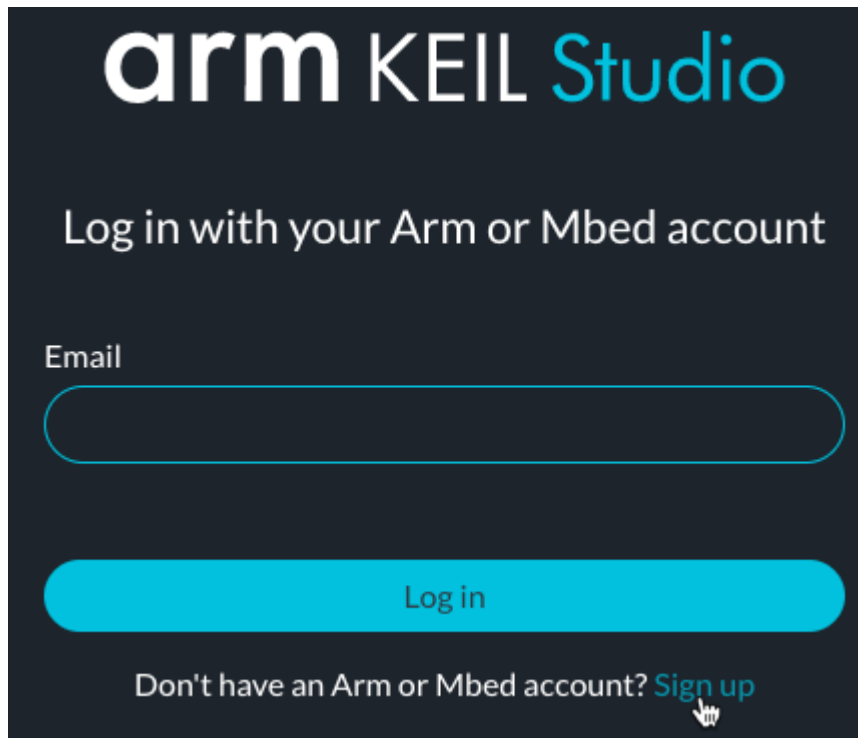 arm KEIL Studio
Log in with your Arm or Mbed account
Email
Log in
Don't have an Arm or Mbed account? Sign up